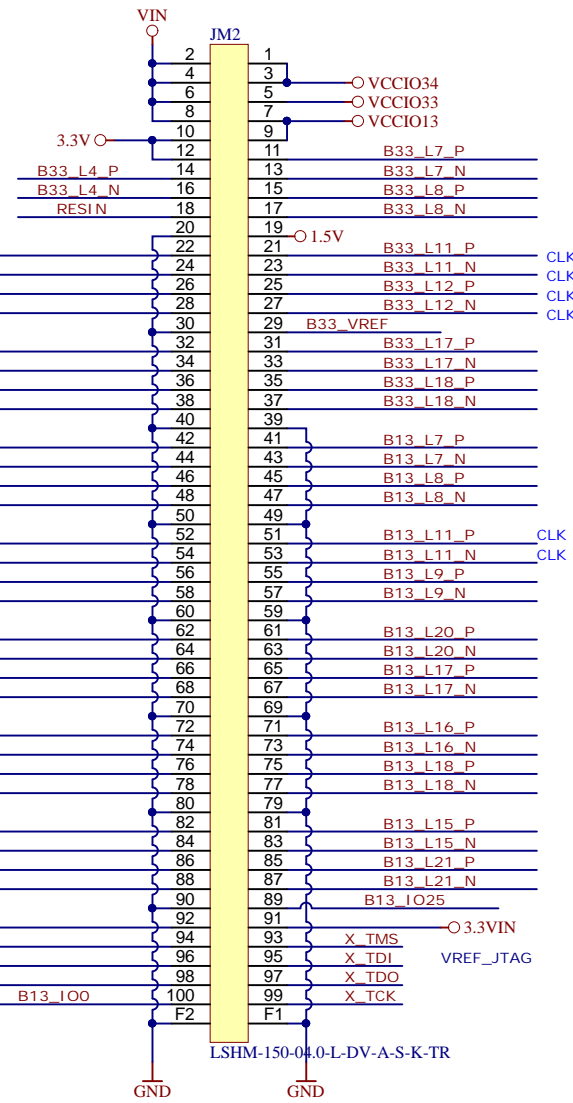 VIN
JM2
2 1
4 3 VCCIO34
6 5 VCCIO33
8 7 VCCIO13
3.3V 10 9
12 11 B33_L7_P
B33_L4_P 14 13 B33_L7_N
B33_L4_N 16 15 B33_L8_P
RESIN 18 17 B33_L8_N
20 19 1.5V
22 21 B33_L11_P CLK
24 23 B33_L11_N CLK
26 25 B33_L12_P CLK
28 27 B33_L12_N CLK
30 29 B33_VREF
32 31 B33_L17_P
34 33 B33_L17_N
36 35 B33_L18_P
38 37 B33_L18_N
40 39
42 41 B13_L7_P
44 43 B13_L7_N
46 45 B13_L8_P
48 47 B13_L8_N
50 49
52 51 B13_L11_P CLK
54 53 B13_L11_N CLK
56 55 B13_L9_P
58 57 B13_L9_N
60 59
62 61 B13_L20_P
64 63 B13_L20_N
66 65 B13_L17_P
68 67 B13_L17_N
70 69
72 71 B13_L16_P
74 73 B13_L16_N
76 75 B13_L18_P
78 77 B13_L18_N
80 79
82 81 B13_L15_P
84 83 B13_L15_N
86 85 B13_L21_P
88 87 B13_L21_N
90 89 B13_IO25
92 91 3.3VIN
94 93 X_TMS
96 95 X_TDI VREF_JTAG
98 97 X_TDO
B13_IO0 100 99 X_TCK
F2 F1
LSHM-150-04.0-L-DV-A-S-K-TR
GND GND